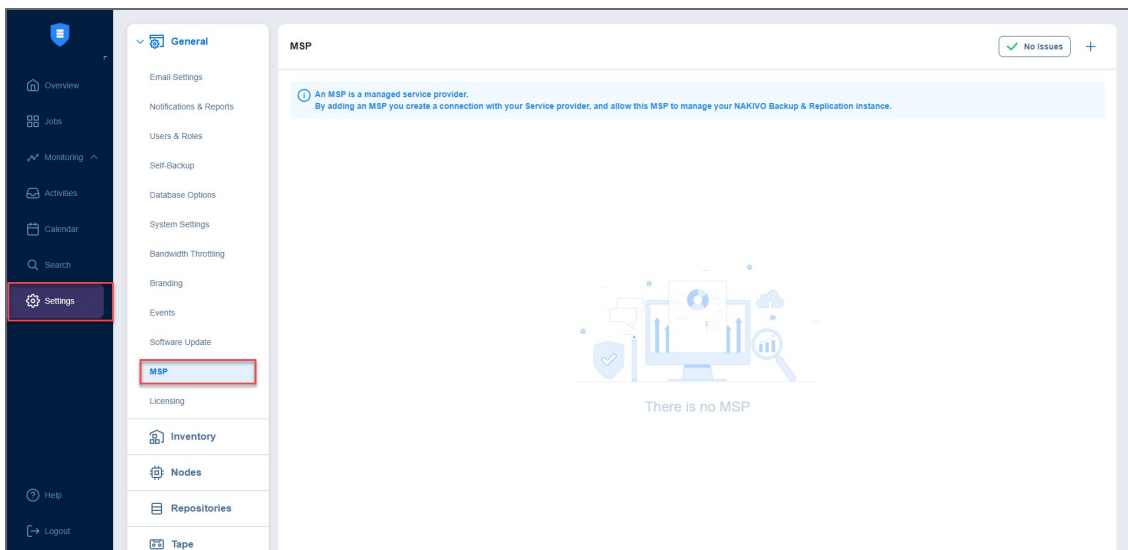 Overview
Jobs
Monitoring
Activities
Calendar
Search
Settings
Help
Logout
General
Email Settings
Notifications & Reports
Users & Roles
Self-Backup
Database Options
System Settings
Bandwidth Throttling
Branding
Events
Software Update
MSP
Licensing
Inventory
Nodes
Repositories
Tape
MSP
No Issues
An MSP is a managed service provider.
By adding an MSP you create a connection with your Service provider, and allow this MSP to manage your NAKIVO Backup & Replication instance.
There is no MSP